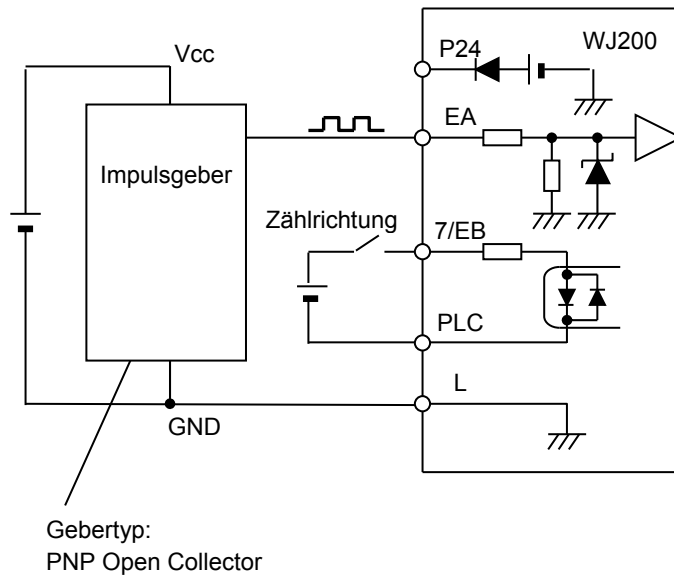 WJ200
Vcc
P24
EA
Impulsgeber
Zählrichtung
7/EB
PLC
L
GND
Gebertyp:
PNP Open Collector